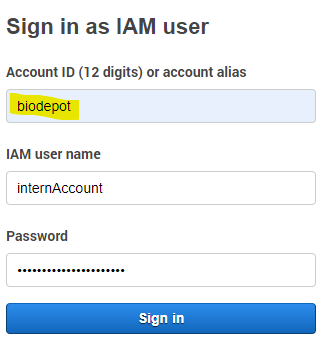 Sign in as IAM user
Account ID (12 digits) or account alias
biodepot
IAM user name
internAccount
Password
••••••••••••••••••••••
Sign in